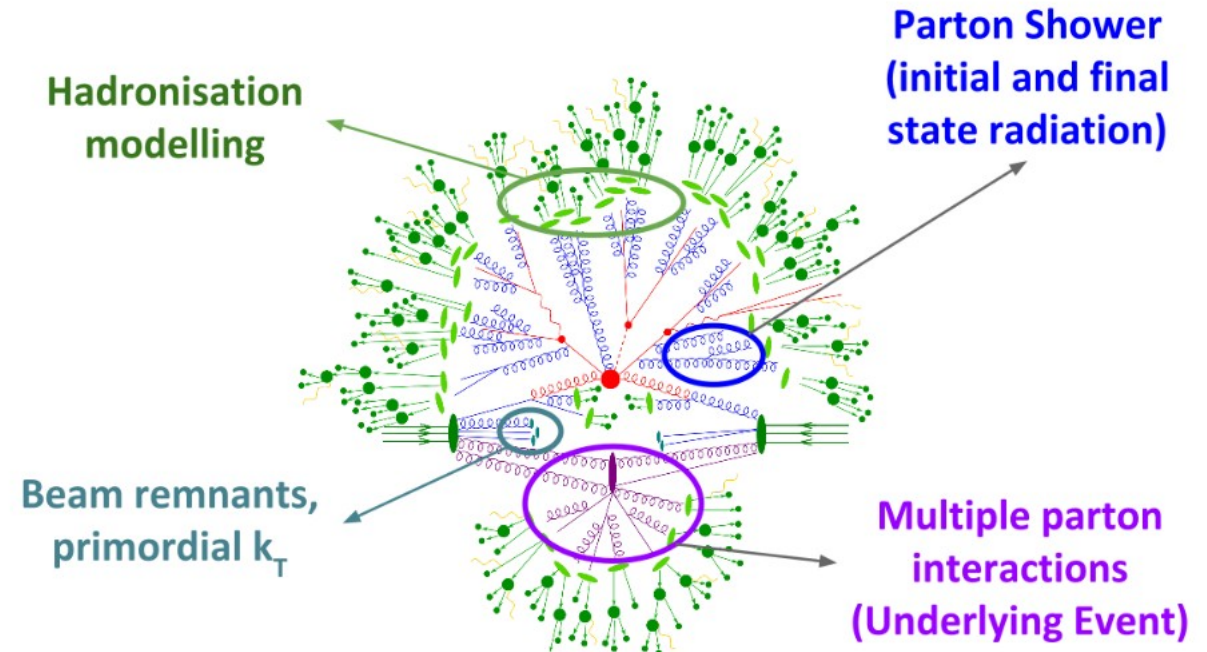 Parton Shower
(initial and final
state radiation)
Hadronisation
modelling
Beam remnants,
primordial k_T
Multiple parton
interactions
(Underlying Event)